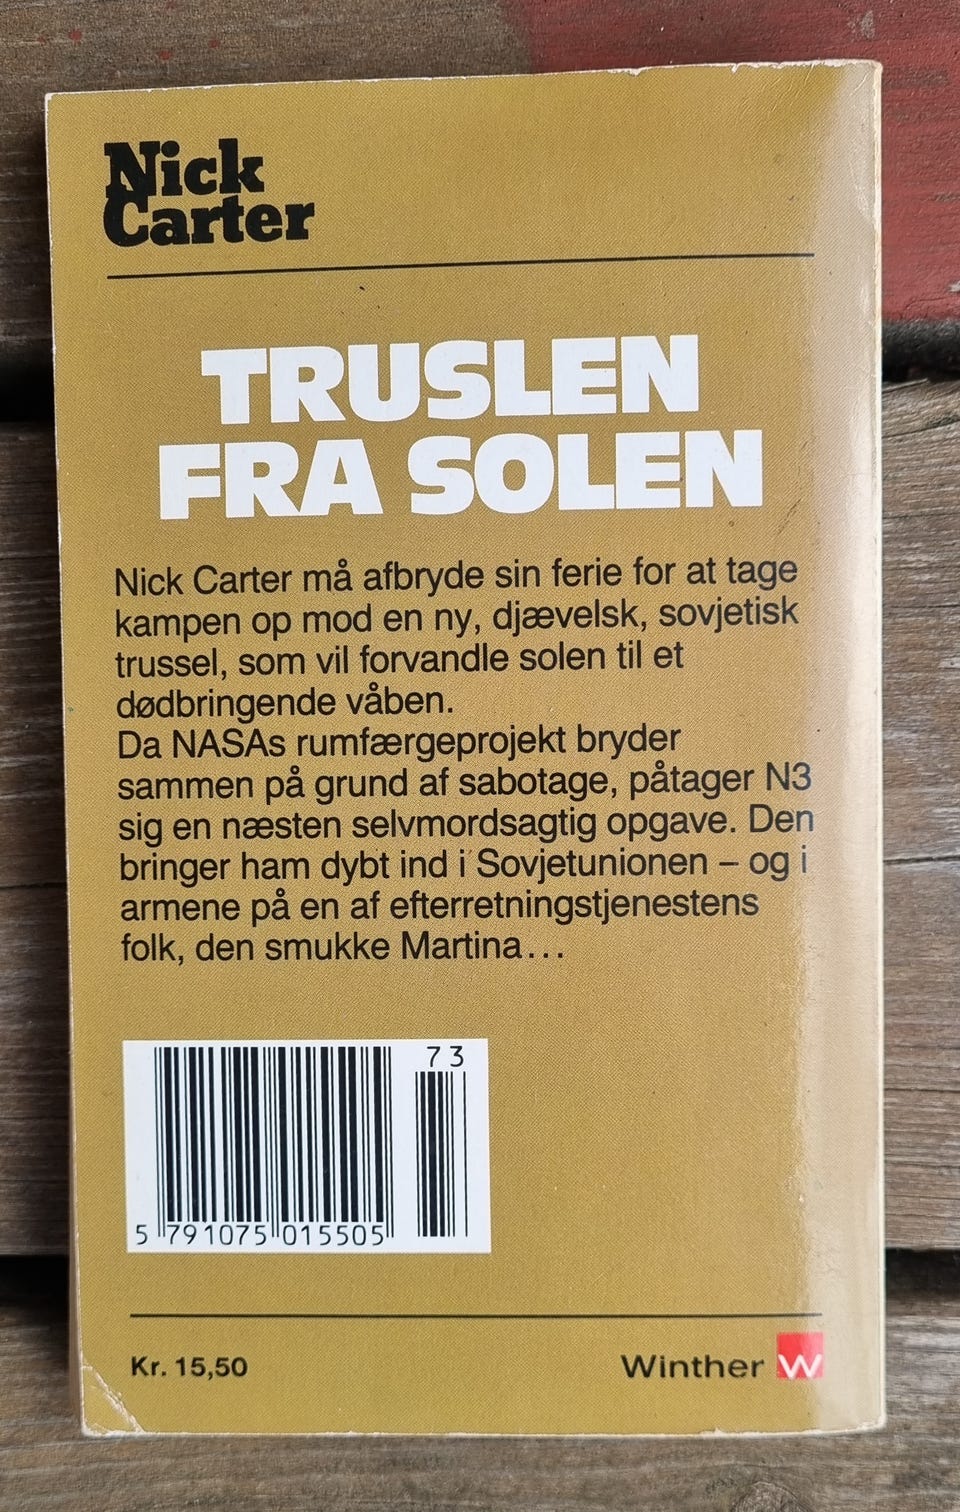 Nick
Carter
TRUSLEN
FRA SOLEN
Nick Carter må afbryde sin ferie for at tage
kampen op mod en ny, djævelsk, sovjetisk
trussel, som vil forvandle solen til et
dødbringende våben.
Da NASAs rumfærgeprojekt bryder
sammen på grund af sabotage, påtager N3
sig en næsten selvmordsagtig opgave. Den
bringer ham dybt ind i Sovjetunionen – og i
armene på en af efterretningstjenestens
folk, den smukke Martina...
73
5 791075 015505
Kr. 15,50
Winther W